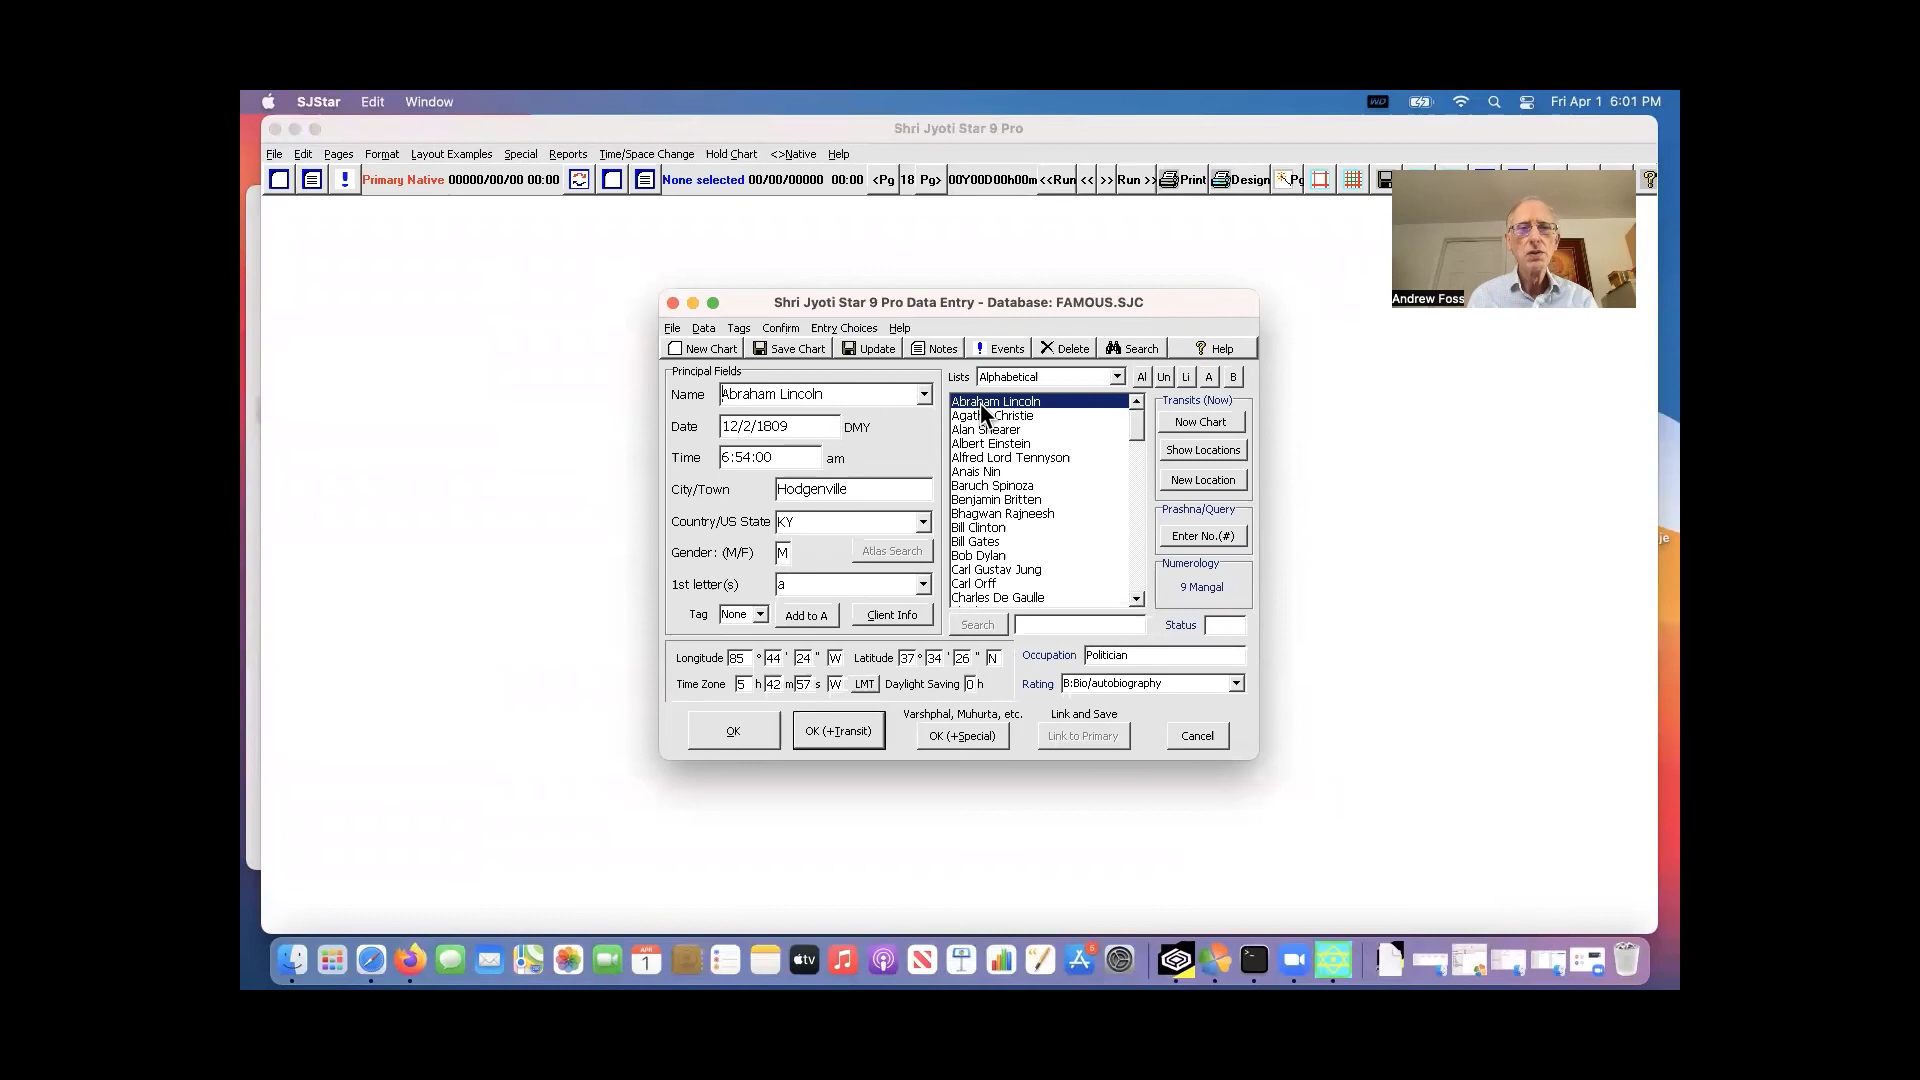 SJStar Edit Window
WD Fri Apr 1 6:01 PM
Shri Jyoti Star 9 Pro
File Edit Pages Format Layout Examples Special Reports Time/Space Change Hold Chart <>Native Help
! Primary Native 00000/00/00 00:00 None selected 00/00/00000 00:00 <Pg 18 Pg> 00Y00D00h00m <<Run << >> Run >> Print Design Pg ?
Andrew Foss
Shri Jyoti Star 9 Pro Data Entry - Database: FAMOUS.SJC
File Data Tags Confirm Entry Choices Help
New Chart Save Chart Update Notes ! Events Delete Search ? Help
Principal Fields
Name Abraham Lincoln
Date 12/2/1809 DMY
Time 6:54:00 am
City/Town Hodgenville
Country/US State KY
Gender: (M/F) M Atlas Search
1st letter(s) a
Tag None Add to A Client Info
Lists Alphabetical Al Un Li A B
Abraham Lincoln
Agatha Christie
Alan Shearer
Albert Einstein
Alfred Lord Tennyson
Anais Nin
Baruch Spinoza
Benjamin Britten
Bhagwan Rajneesh
Bill Clinton
Bill Gates
Bob Dylan
Carl Gustav Jung
Carl Orff
Charles De Gaulle
Search
Transits (Now)
Now Chart
Show Locations
New Location
Prashna/Query
Enter No.(#)
Numerology
9 Mangal
Status
Longitude 85 ° 44 ' 24 " W Latitude 37 ° 34 ' 26 " N
Time Zone 5 h 42 m 57 s W LMT Daylight Saving 0 h
Occupation Politician
Rating B:Bio/autobiography
OK OK (+Transit)
Varshphal, Muhurta, etc.
OK (+Special)
Link and Save
Link to Primary
Cancel
je
APR
1
tv
5